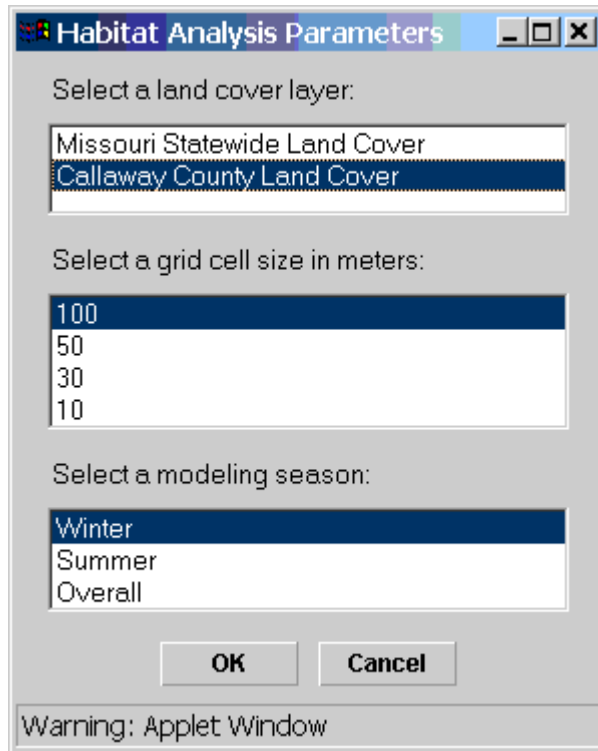 Habitat Analysis Parameters
Select a land cover layer:
Missouri Statewide Land Cover
Callaway County Land Cover
Select a grid cell size in meters:
100
50
30
10
Select a modeling season:
Winter
Summer
Overall
OK Cancel
Warning: Applet Window